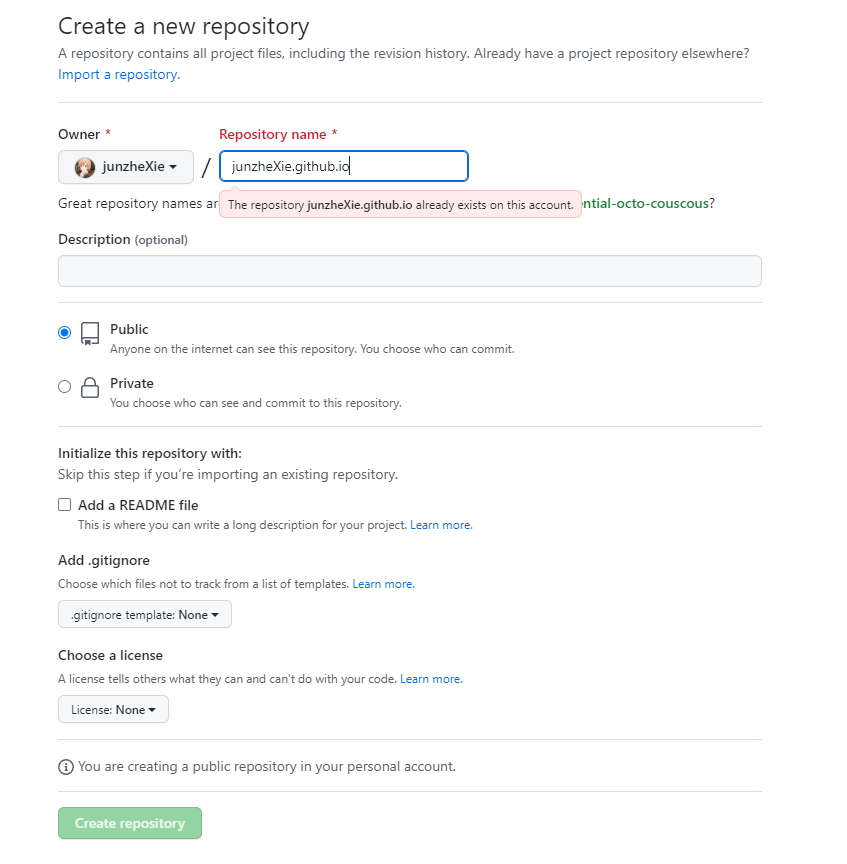 Create a new repository
A repository contains all project files, including the revision history. Already have a project repository elsewhere?
Import a repository.
Owner *
Repository name *
junzheXie
/
junzheXie.github.io
Great repository names ar
The repository junzheXie.github.io already exists on this account.
ntial-octo-couscous?
Description (optional)
Public
Anyone on the internet can see this repository. You choose who can commit.
Private
You choose who can see and commit to this repository.
Initialize this repository with:
Skip this step if you're importing an existing repository.
Add a README file
This is where you can write a long description for your project. Learn more.
Add .gitignore
Choose which files not to track from a list of templates. Learn more.
.gitignore template: None
Choose a license
A license tells others what they can and can't do with your code. Learn more.
License: None
You are creating a public repository in your personal account.
Create repository